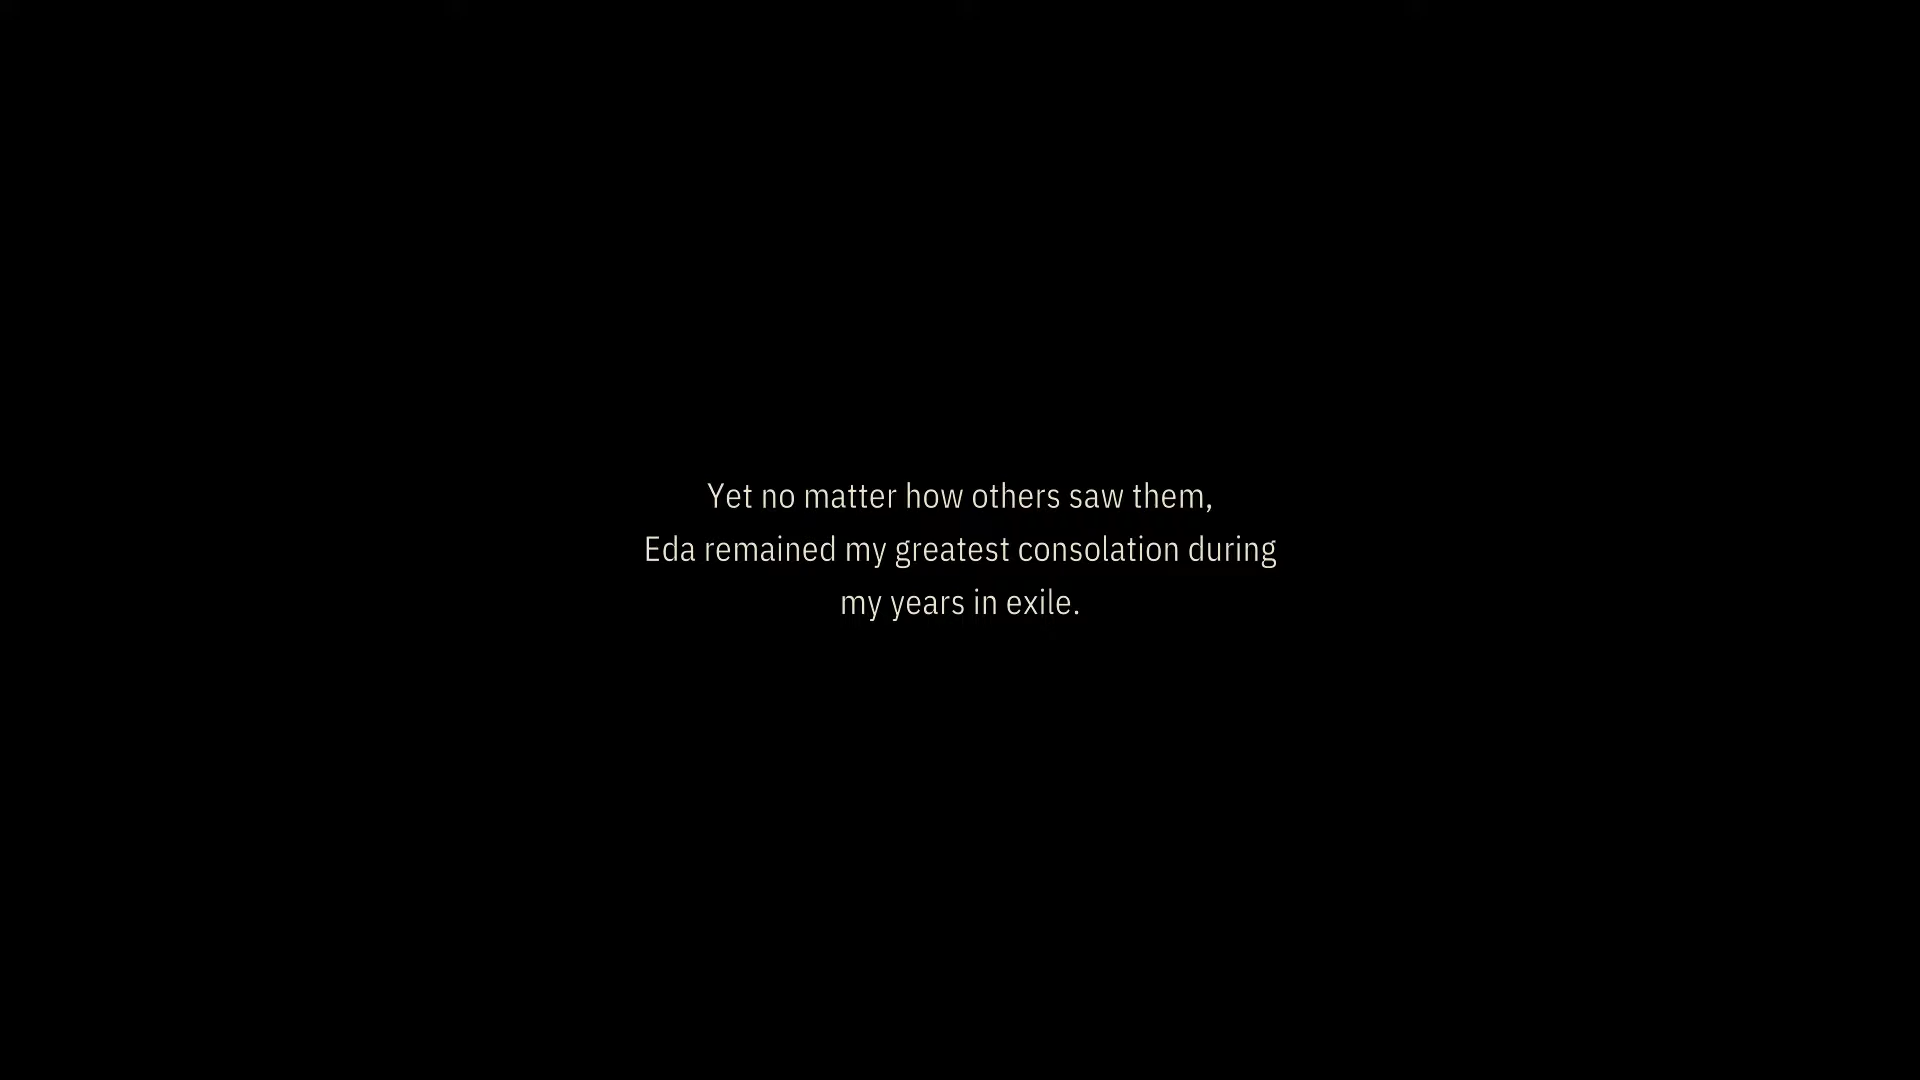 Yet no matter how others saw them,
Eda remained my greatest consolation during
my years in exile.